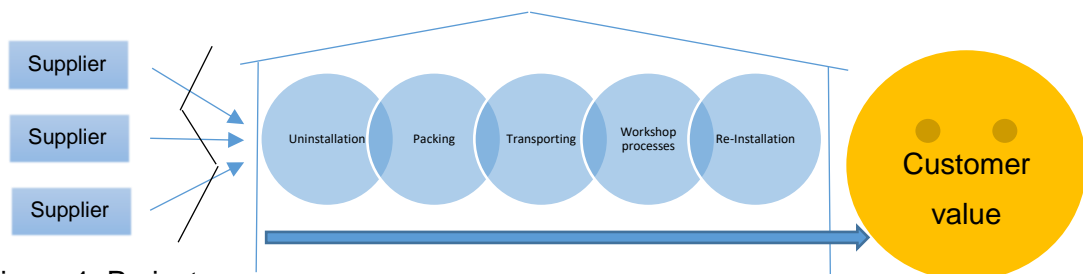 Supplier
Supplier
Supplier
Uninstallation
Packing
Transporting
Workshop
processes
Re-Installation
Customer
value